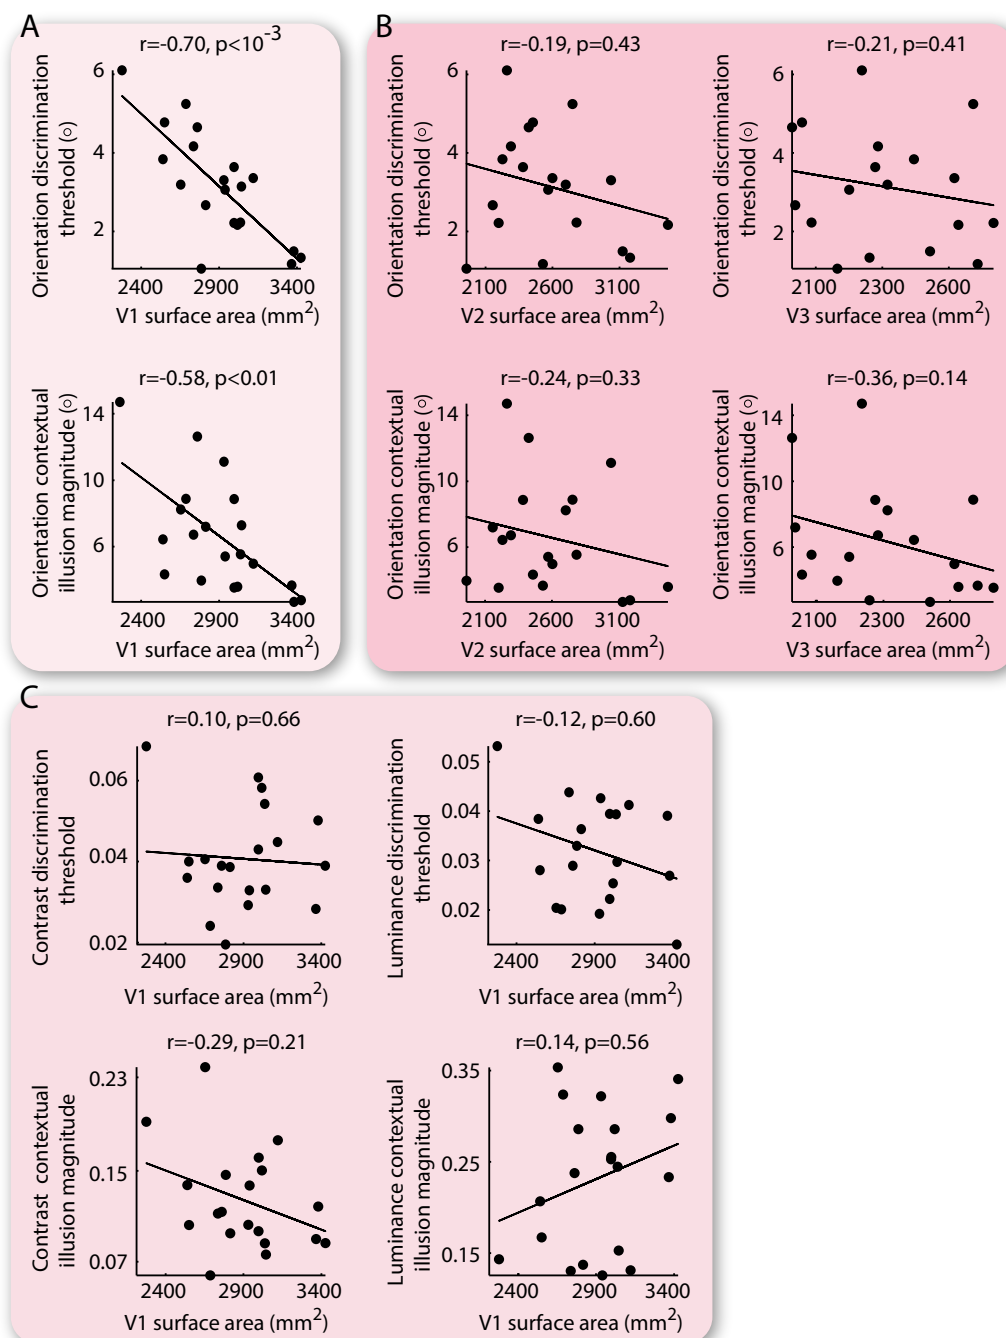 A
r=-0.70, p<10-3
Orientation discrimination
threshold (○)
6
4
2
2400 2900 3400
V1 surface area (mm2)
r=-0.58, p<0.01
Orientation contextual
illusion magnitude (○)
14
10
6
2400 2900 3400
V1 surface area (mm2)
B
r=-0.19, p=0.43
Orientation discrimination
threshold (○)
6
4
2
2100 2600 3100
V2 surface area (mm2)
r=-0.21, p=0.41
Orientation discrimination
threshold (○)
6
4
2
2100 2300 2600
V3 surface area (mm2)
r=-0.24, p=0.33
Orientation contextual
illusion magnitude (○)
14
10
6
2100 2600 3100
V2 surface area (mm2)
r=-0.36, p=0.14
Orientation contextual
illusion magnitude (○)
14
10
6
2100 2300 2600
V3 surface area (mm2)
C
r=0.10, p=0.66
Contrast discrimination
threshold
0.06
0.04
0.02
2400 2900 3400
V1 surface area (mm2)
r=-0.12, p=0.60
Luminance discrimination
threshold
0.05
0.04
0.03
0.02
2400 2900 3400
V1 surface area (mm2)
r=-0.29, p=0.21
Contrast contextual
illusion magnitude
0.23
0.15
0.07
2400 2900 3400
V1 surface area (mm2)
r=0.14, p=0.56
Luminance contextual
illusion magnitude
0.35
0.25
0.15
2400 2900 3400
V1 surface area (mm2)